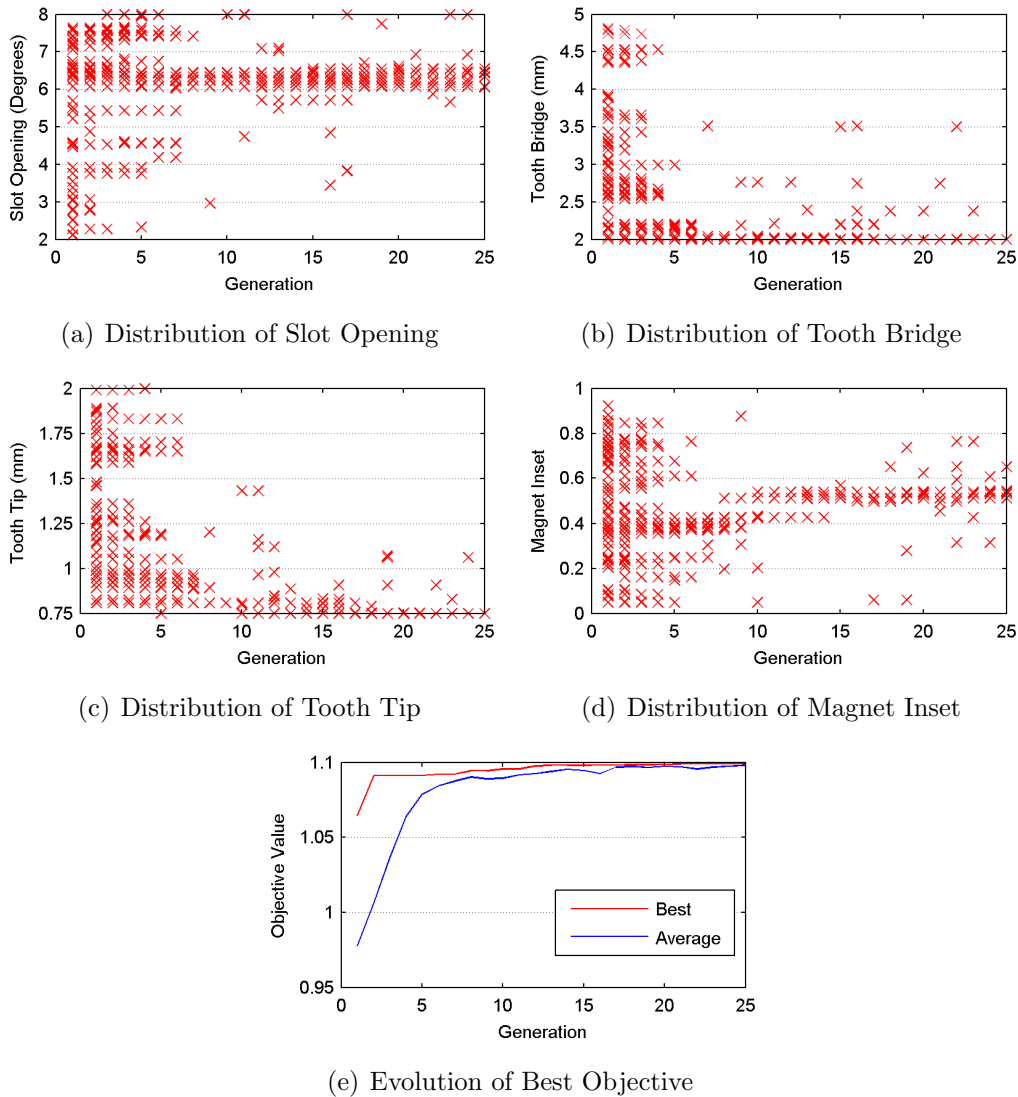 8
7
6
5
4
3
2
0 5 10 15 20 25
Slot Opening (Degrees)
Generation
(a) Distribution of Slot Opening
5
4.5
4
3.5
3
2.5
2
0 5 10 15 20 25
Tooth Bridge (mm)
Generation
(b) Distribution of Tooth Bridge
2
1.75
1.5
1.25
1
0.75
0 5 10 15 20 25
Tooth Tip (mm)
Generation
(c) Distribution of Tooth Tip
1
0.8
0.6
0.4
0.2
0
0 5 10 15 20 25
Magnet Inset
Generation
(d) Distribution of Magnet Inset
1.1
1.05
1
0.95
0 5 10 15 20 25
Objective Value
Best
Average
Generation
(e) Evolution of Best Objective